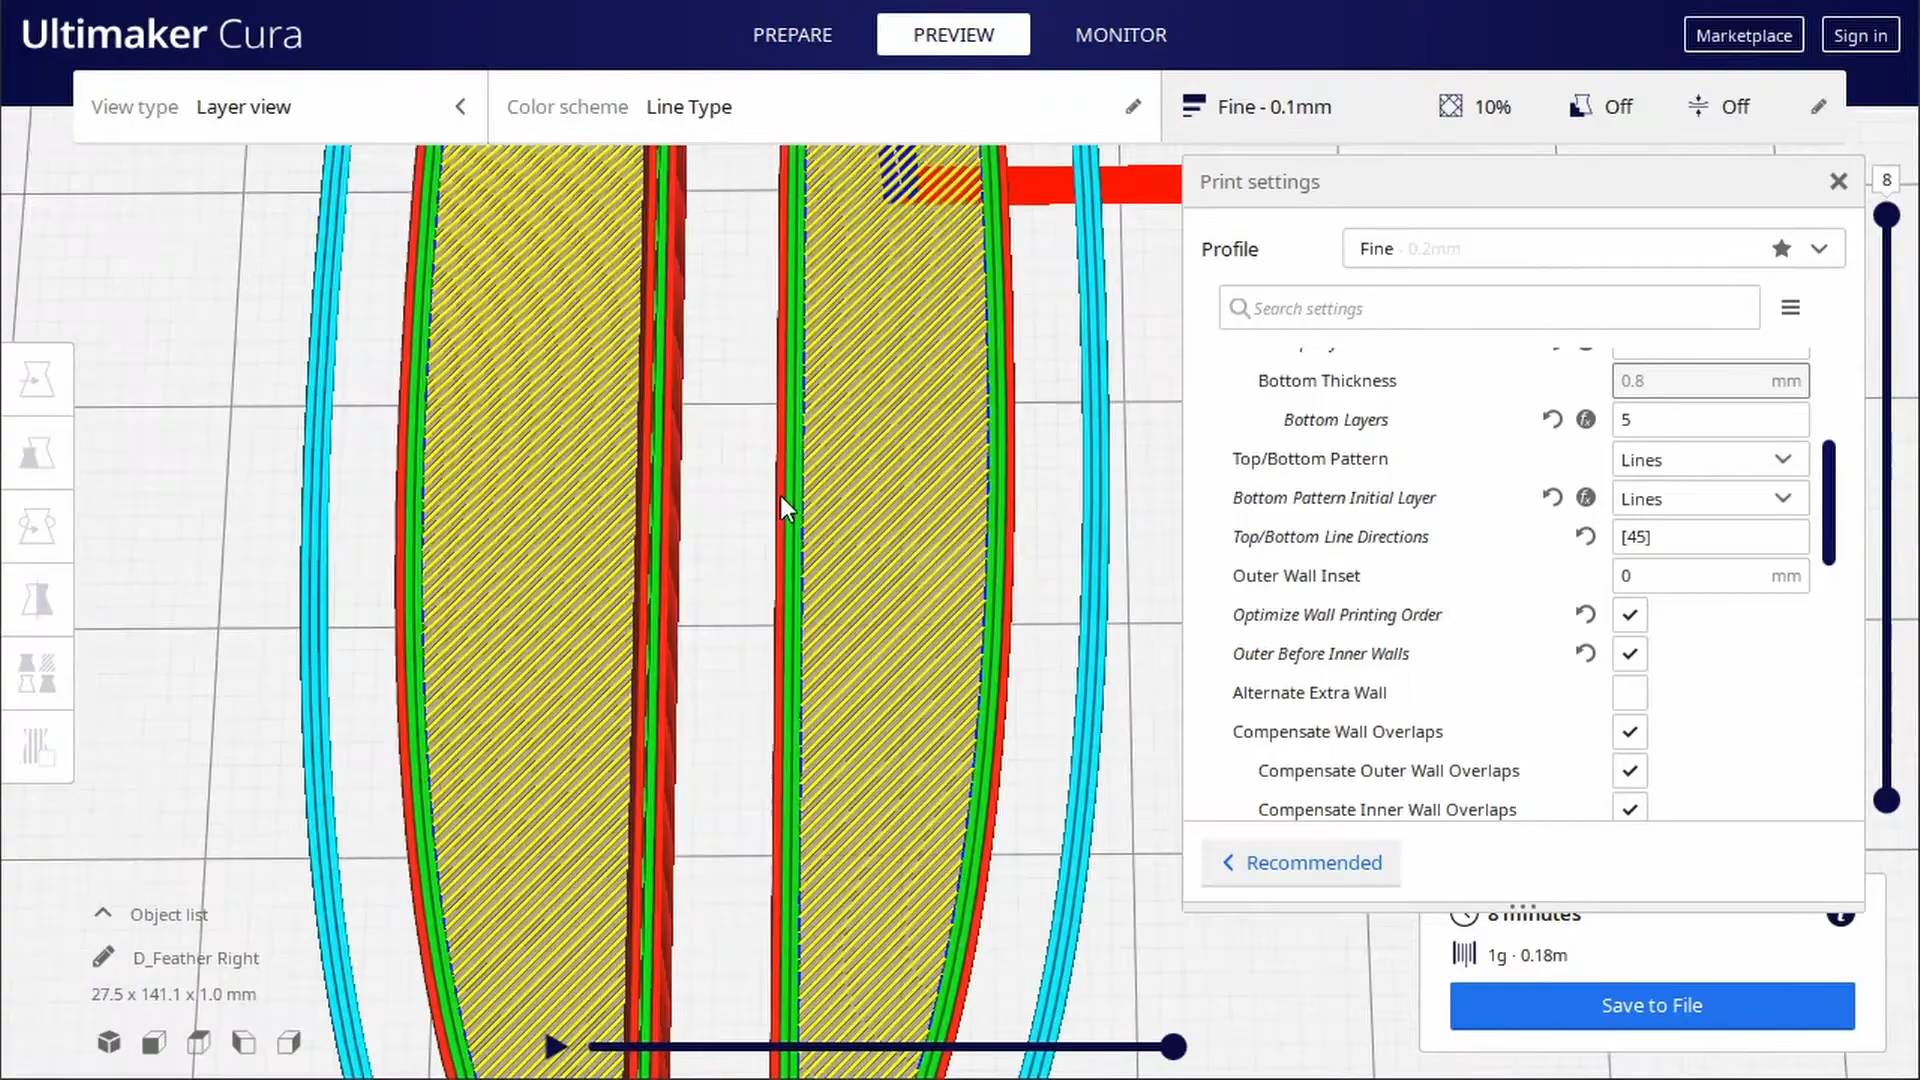 Ultimaker Cura
PREPARE
PREVIEW
MONITOR
Marketplace
Sign in
View type Layer view
Color scheme Line Type
Fine - 0.1mm
10%
Off
Off
Print settings
8
Profile
Fine - 0.2mm
Search settings
Bottom Thickness 0.8 mm
Bottom Layers 5
Top/Bottom Pattern Lines
Bottom Pattern Initial Layer Lines
Top/Bottom Line Directions [45]
Outer Wall Inset 0 mm
Optimize Wall Printing Order
Outer Before Inner Walls
Alternate Extra Wall
Compensate Wall Overlaps
Compensate Outer Wall Overlaps
Compensate Inner Wall Overlaps
Recommended
Object list
D_Feather Right
27.5 x 141.1 x 1.0 mm
8 minutes
1g · 0.18m
Save to File